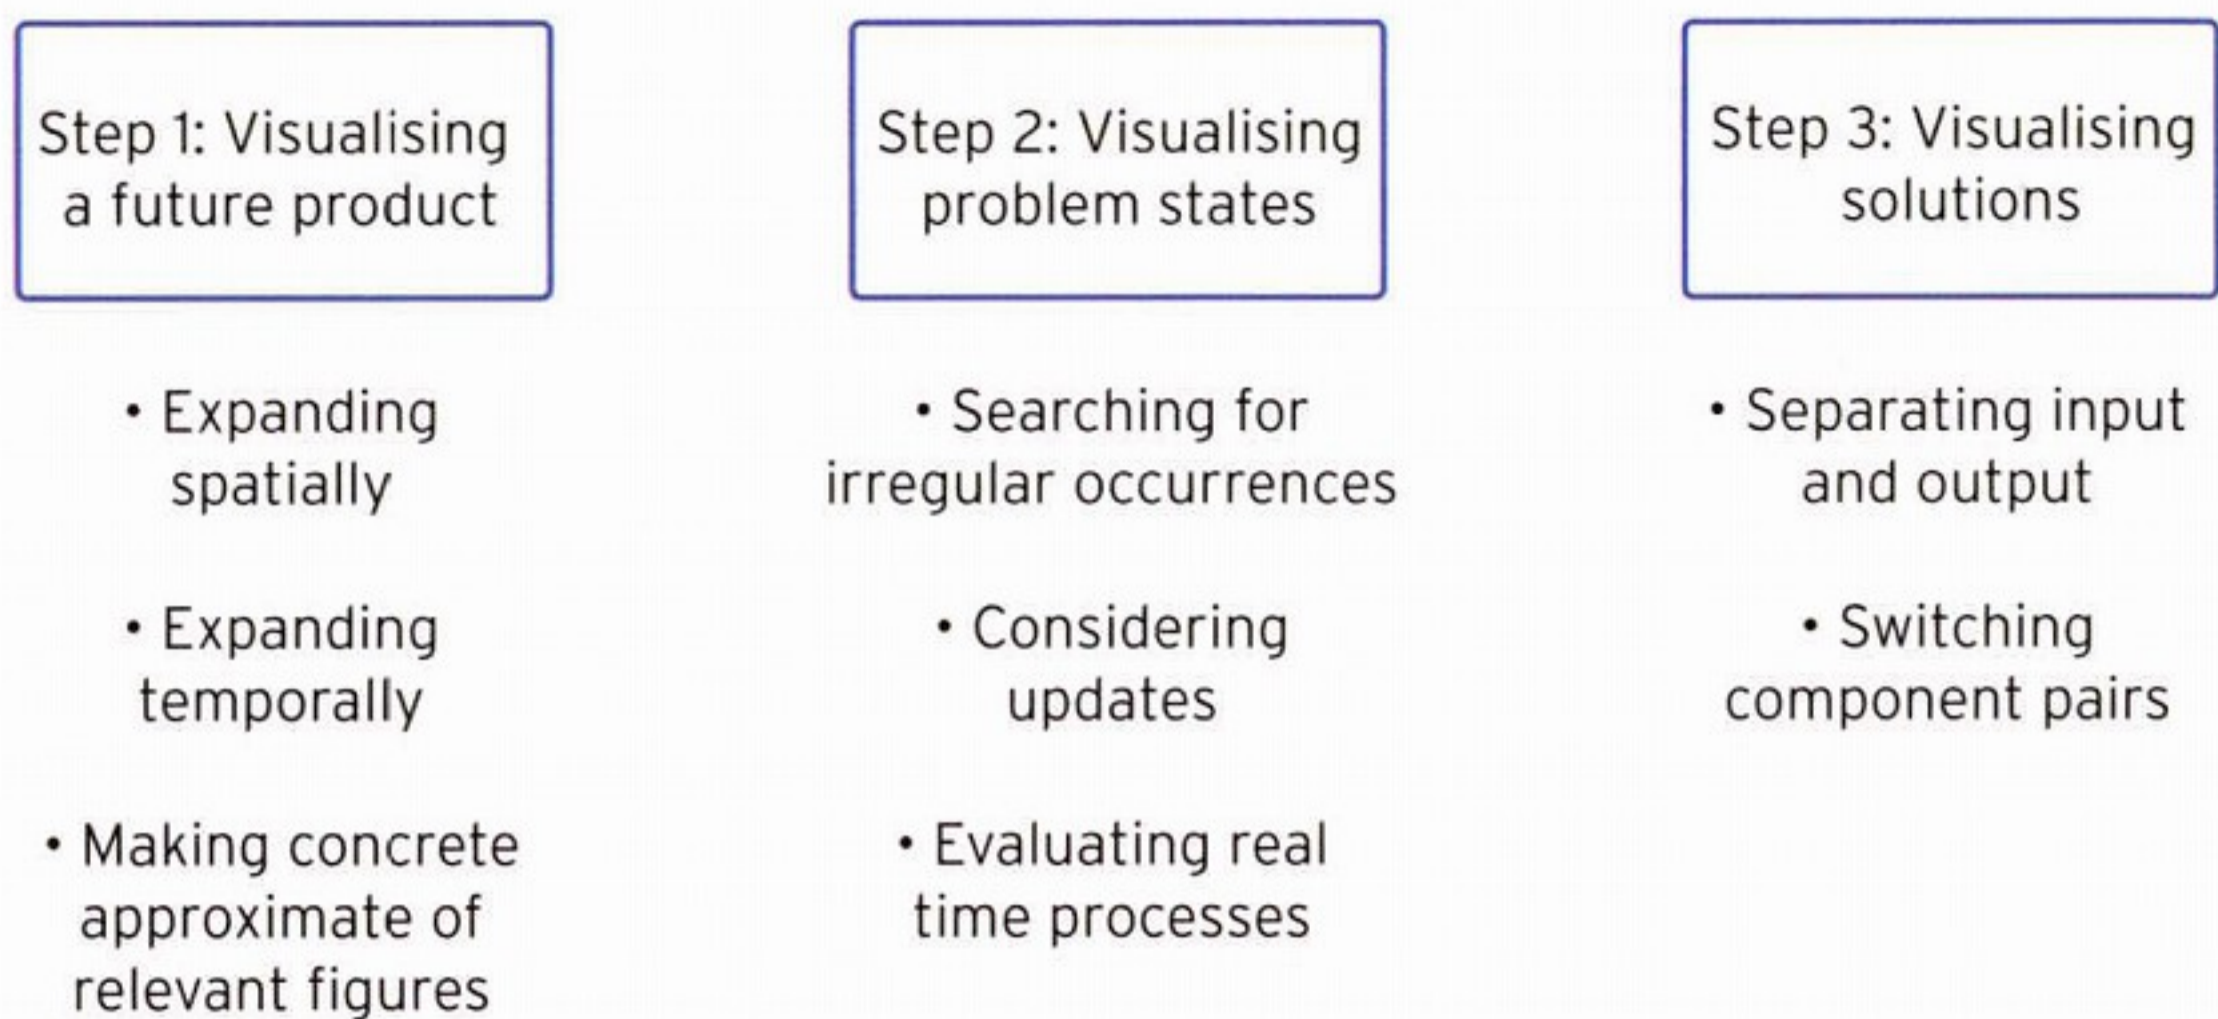 Step 1: Visualising
a future product
• Expanding
spatially
• Expanding
temporally
• Making concrete
approximate of
relevant figures
Step 2: Visualising
problem states
• Searching for
irregular occurrences
• Considering
updates
• Evaluating real
time processes
Step 3: Visualising
solutions
• Separating input
and output
• Switching
component pairs